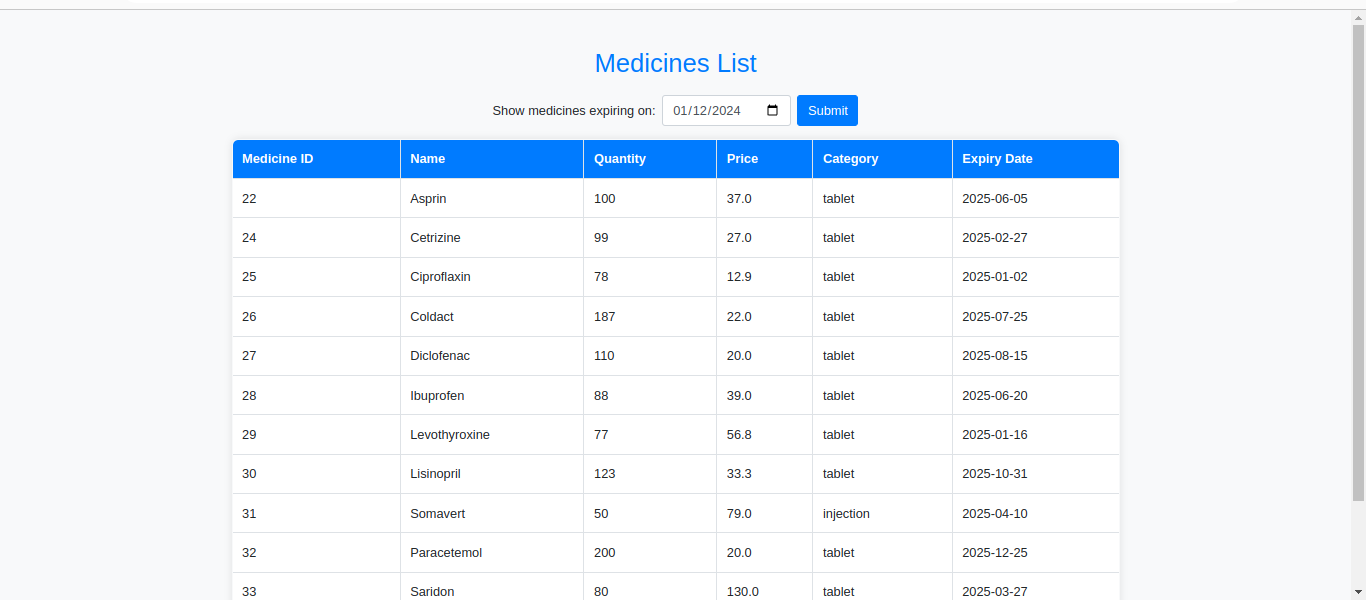 Medicines List
Show medicines expiring on: 01/12/2024 Submit
Medicine ID Name Quantity Price Category Expiry Date
22 Asprin 100 37.0 tablet 2025-06-05
24 Cetrizine 99 27.0 tablet 2025-02-27
25 Ciproflaxin 78 12.9 tablet 2025-01-02
26 Coldact 187 22.0 tablet 2025-07-25
27 Diclofenac 110 20.0 tablet 2025-08-15
28 Ibuprofen 88 39.0 tablet 2025-06-20
29 Levothyroxine 77 56.8 tablet 2025-01-16
30 Lisinopril 123 33.3 tablet 2025-10-31
31 Somavert 50 79.0 injection 2025-04-10
32 Paracetemol 200 20.0 tablet 2025-12-25
33 Saridon 80 130.0 tablet 2025-03-27